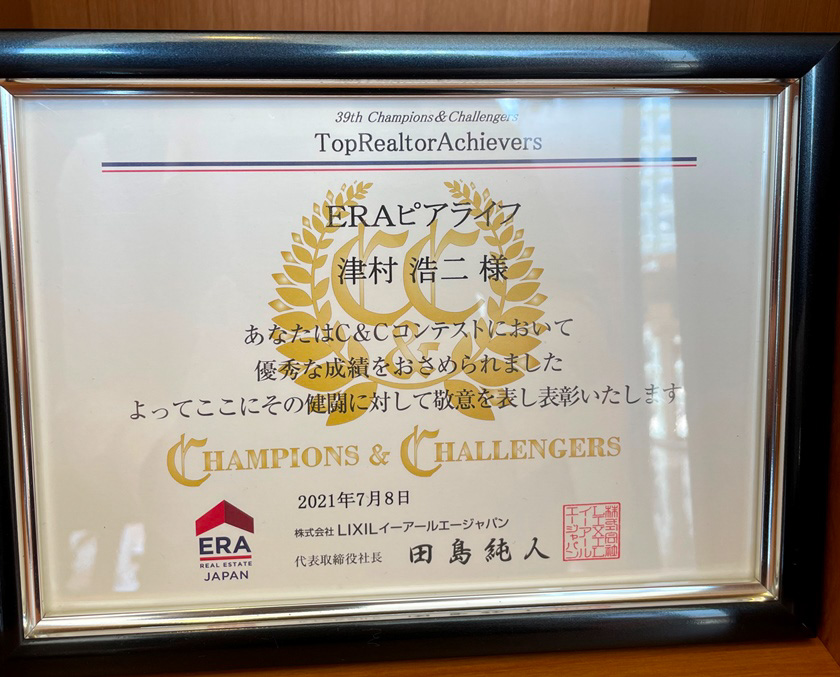 39th Champions&Challengers
TopRealtorAchievers
ERAピアライフ
津村 浩二 様
あなたはC&Cコンテストにおいて
優秀な成績をおさめられました
よってここにその健闘に対して敬意を表し表彰いたします
CHAMPIONS & CHALLENGERS
2021年7月8日
株式会社 LIXILイーアールエージャパン
代表取締役社長 田島純人
ERA
REAL ESTATE
JAPAN